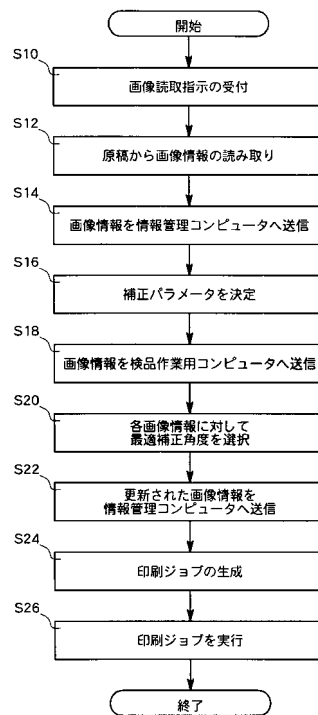 開始
S10
画像読取指示の受付
S12
原稿から画像情報の読み取り
S14
画像情報を情報管理コンピュータへ送信
S16
補正パラメータを決定
S18
画像情報を検品作業用コンピュータへ送信
S20
各画像情報に対して
最適補正角度を選択
S22
更新された画像情報を
情報管理コンピュータへ送信
S24
印刷ジョブの生成
S26
印刷ジョブを実行
終了